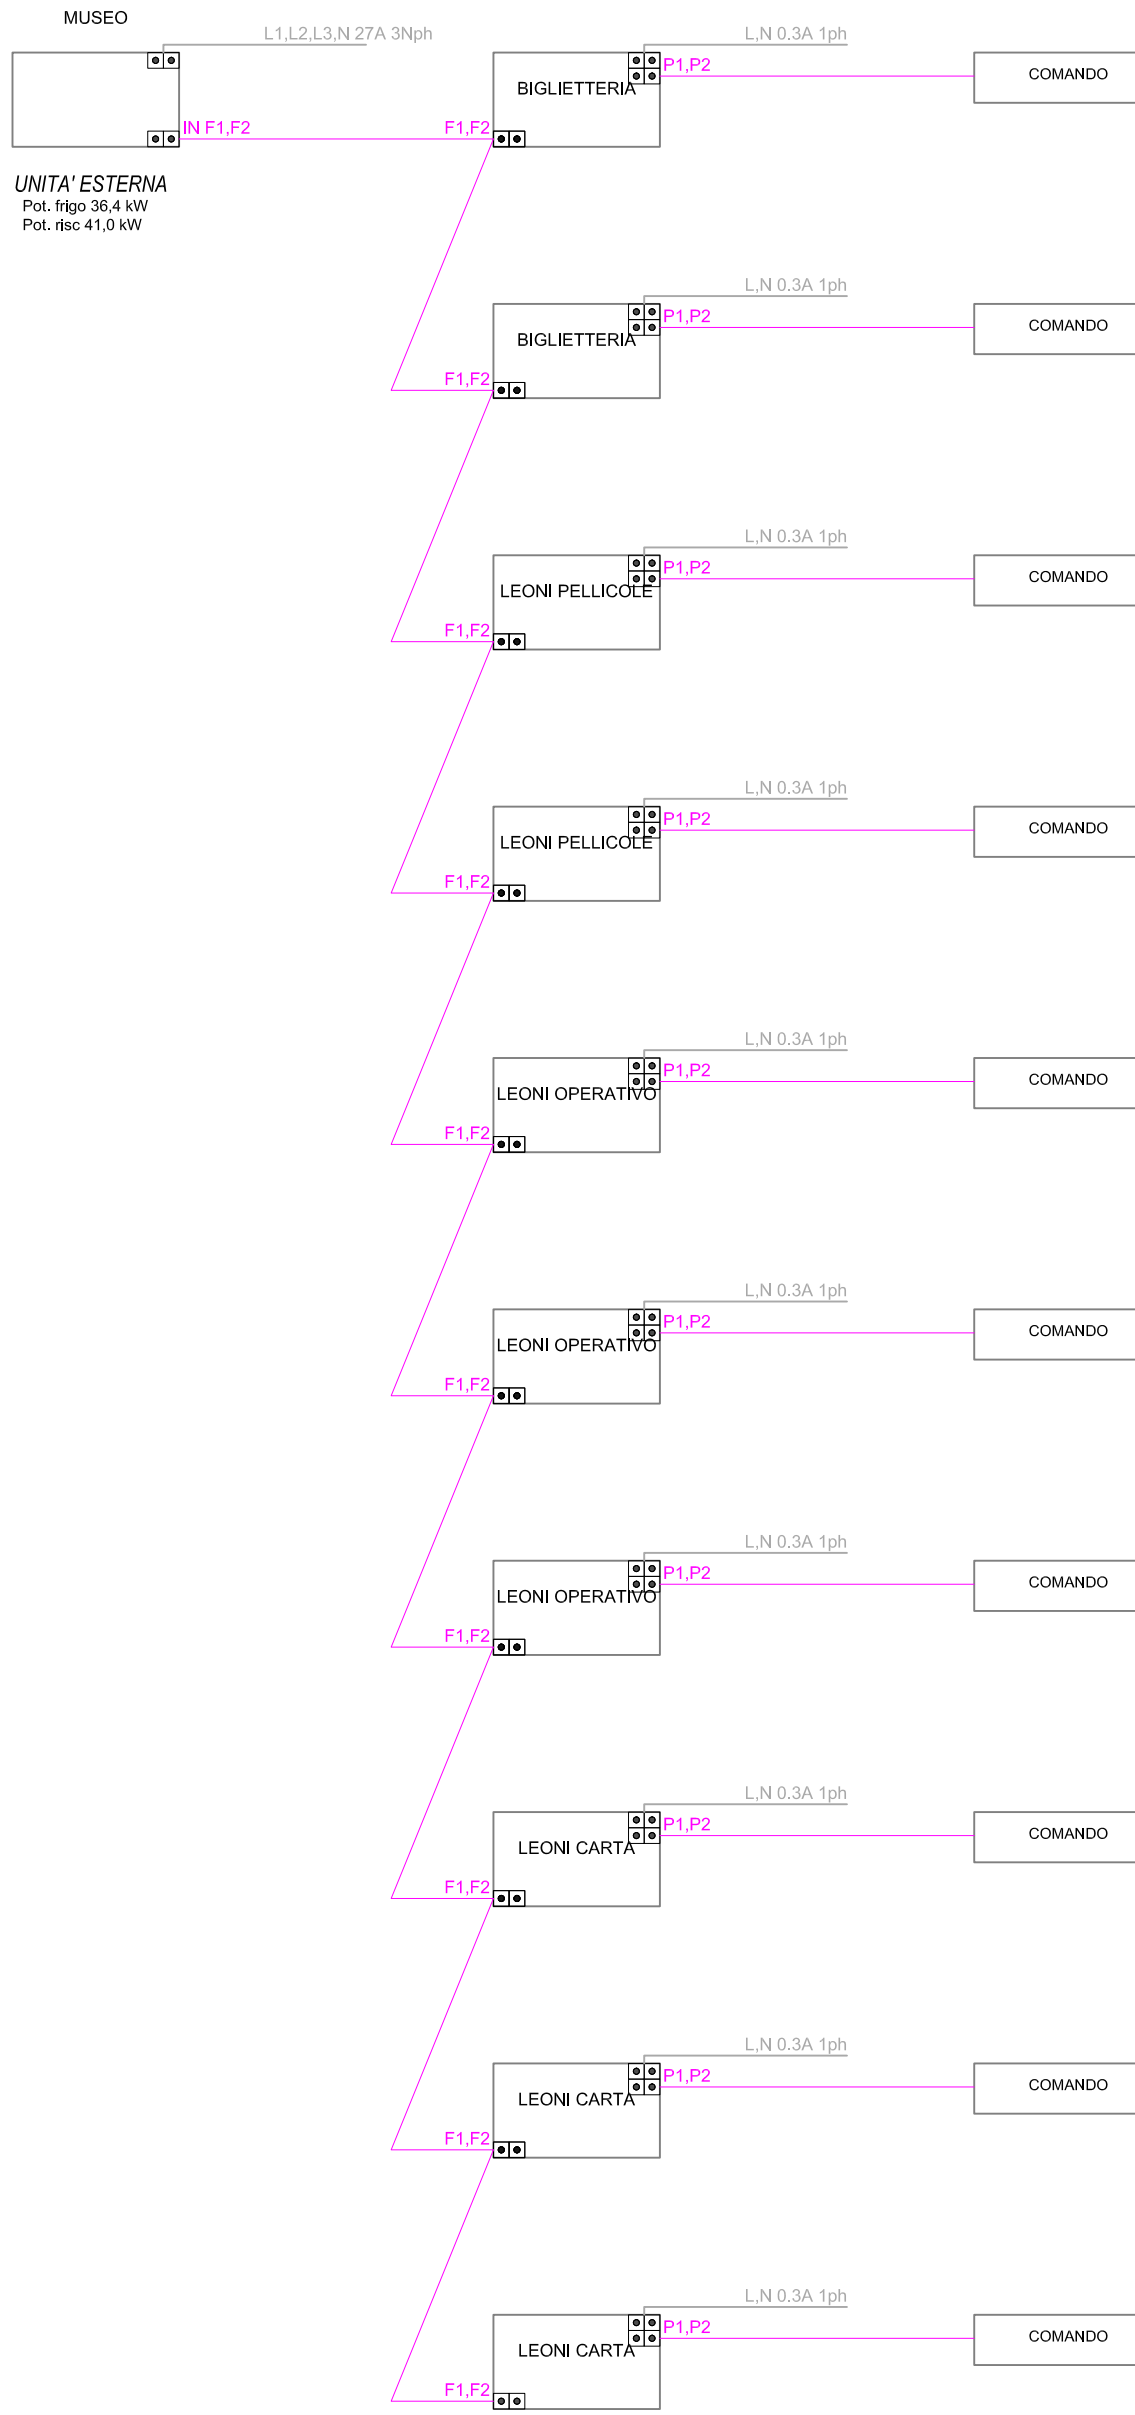 MUSEO
L1,L2,L3,N 27A 3Nph
L,N 0.3A 1ph
P1,P2
COMANDO
BIGLIETTERIA
IN F1,F2
F1,F2
UNITA' ESTERNA
Pot. frigo 36,4 kW
Pot. risc 41,0 kW
L,N 0.3A 1ph
P1,P2
COMANDO
BIGLIETTERIA
F1,F2
L,N 0.3A 1ph
P1,P2
COMANDO
LEONI PELLICOLE
F1,F2
L,N 0.3A 1ph
P1,P2
COMANDO
LEONI PELLICOLE
F1,F2
L,N 0.3A 1ph
P1,P2
COMANDO
LEONI OPERATIVO
F1,F2
L,N 0.3A 1ph
P1,P2
COMANDO
LEONI OPERATIVO
F1,F2
L,N 0.3A 1ph
P1,P2
COMANDO
LEONI OPERATIVO
F1,F2
L,N 0.3A 1ph
P1,P2
COMANDO
LEONI CARTA
F1,F2
L,N 0.3A 1ph
P1,P2
COMANDO
LEONI CARTA
F1,F2
L,N 0.3A 1ph
P1,P2
COMANDO
LEONI CARTA
F1,F2